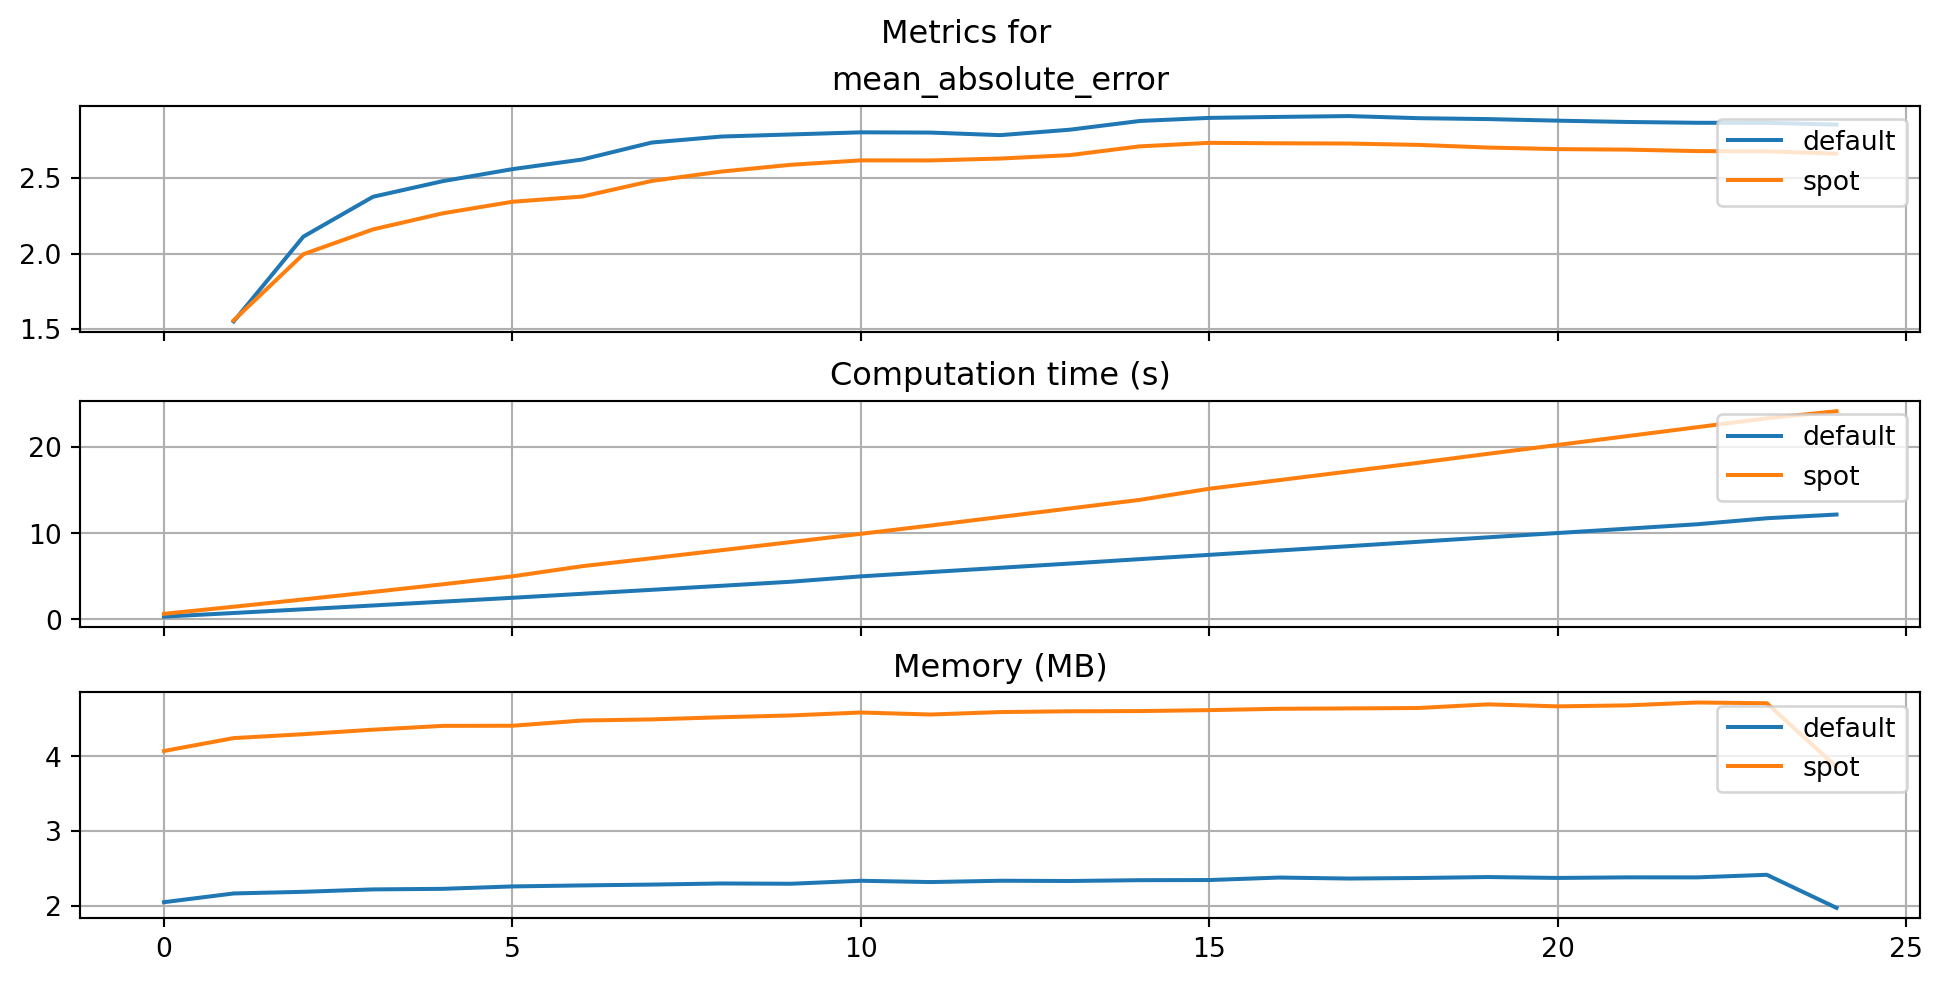 Metrics for
mean_absolute_error
2.5
2.0
1.5
default
spot
Computation time (s)
20
10
0
default
spot
Memory (MB)
4
3
2
default
spot
0 5 10 15 20 25